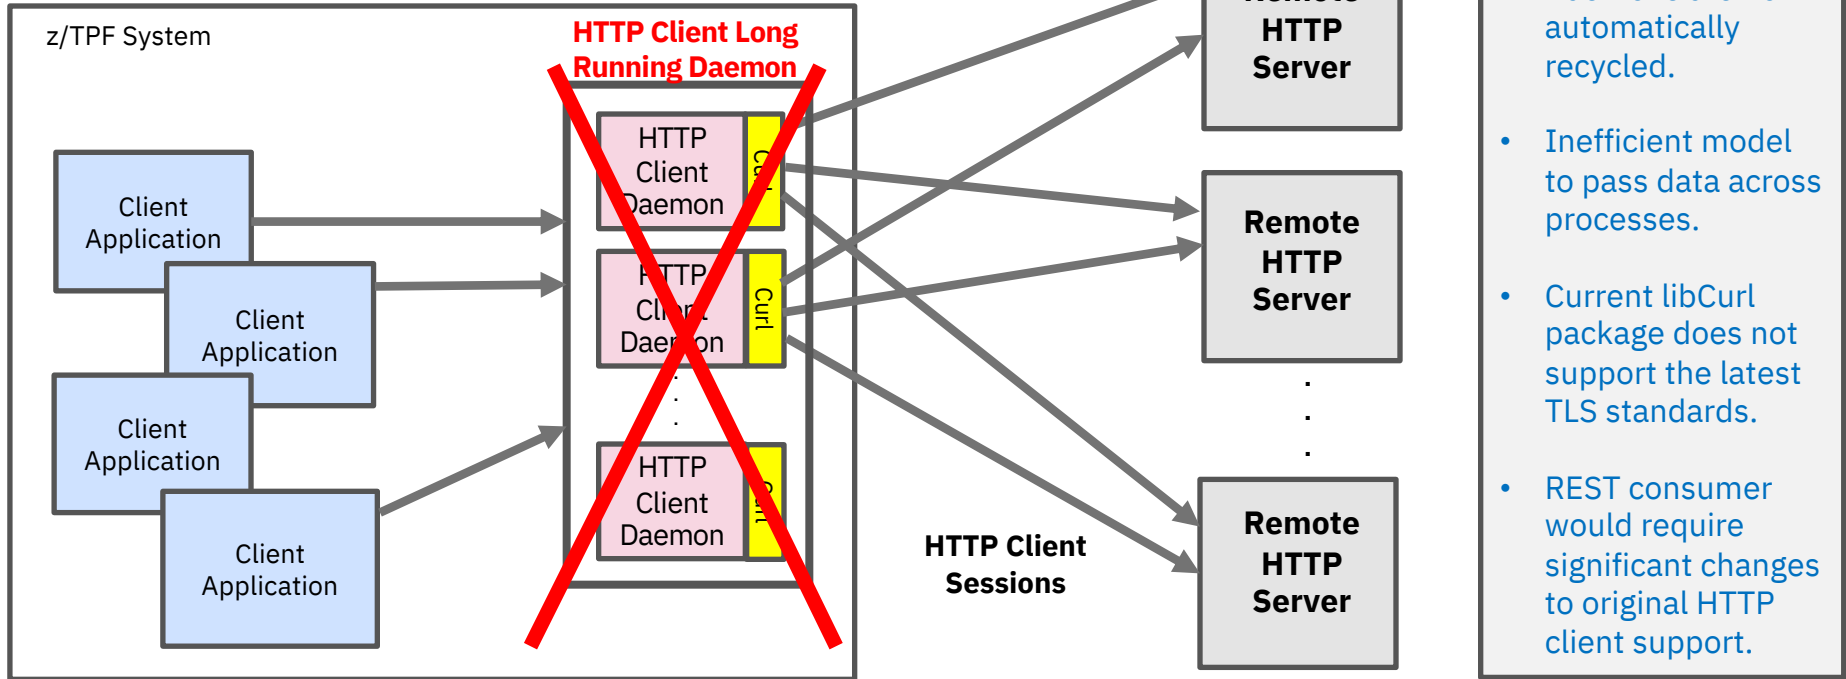 z/TPF System
HTTP Client Long
Running Daemon
HTTP
Client
Daemon
Curl
HTTP
Client
Daemon
Curl
.
.
.
HTTP
Client
Daemon
Curl
Client
Application
Client
Application
Client
Application
Client
Application
HTTP Client
Sessions
Remote
HTTP
Server
Remote
HTTP
Server
.
.
.
Remote
HTTP
Server
automatically
recycled.
• Inefficient model
to pass data across
processes.
• Current libCurl
package does not
support the latest
TLS standards.
• REST consumer
would require
significant changes
to original HTTP
client support.